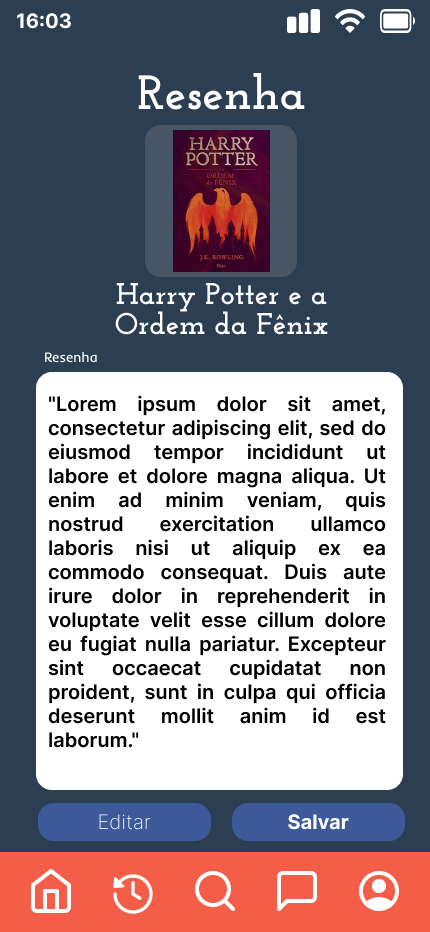 16:03
Resenha
HARRY
POTTER
ORDEM
da FÊNIX
J.K. ROWLING
Harry Potter e a
Ordem da Fênix
Resenha
"Lorem ipsum dolor sit amet,
consectetur adipiscing elit, sed do
eiusmod tempor incididunt ut
labore et dolore magna aliqua. Ut
enim ad minim veniam, quis
nostrud exercitation ullamco
laboris nisi ut aliquip ex ea
commodo consequat. Duis aute
irure dolor in reprehenderit in
voluptate velit esse cillum dolore
eu fugiat nulla pariatur. Excepteur
sint occaecat cupidatat non
proident, sunt in culpa qui officia
deserunt mollit anim id est
laborum."
Editar
Salvar